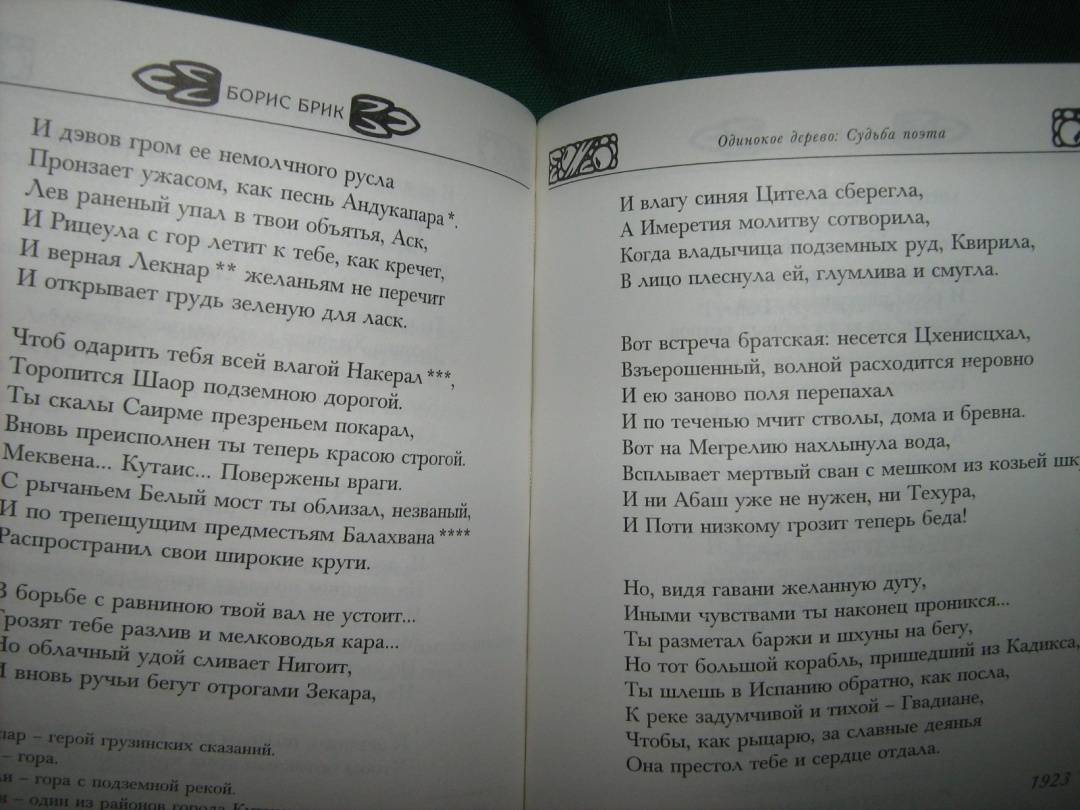 БОРИС БРИК
И дэвов гром ее немолчного русла
Пронзает ужасом, как песнь Андукапара*.
Лев раненый упал в твои объятья, Аск,
И Рицеула с гор летит к тебе, как кречет,
И верная Лекнар** желаньям не перечит
И открывает грудь зеленую для ласк.
Чтоб одарить тебя всей влагой Накерал***,
Торопится Шаор подземною дорогой.
Ты скалы Саирме презреньем покарал,
Вновь преисполнен ты теперь красою строгой.
Меквена... Кутаис... Повержены враги.
С рычаньем Белый мост ты облизал, незваный,
И по трепещущим предместьям Балахвана****
Распространил свои широкие круги.
В борьбе с равниною твой вал не устоит...
Грозят тебе разлив и мелководья кара...
Но облачный удой сливает Нигоит,
И вновь ручьи бегут отрогами Зекара,
пар – герой грузинских сказаний.
– гора.
– гора с подземной рекой.
– один из районов города
Одинокое дерево: Судьба поэта
И влагу синяя Цитела сберегла,
А Имеретия молитву сотворила,
Когда владычица подземных руд, Квирила,
В лицо плеснула ей, глумлива и смугла.
Вот встреча братская: несется Цхенисцхал,
Взъерошенный, волной расходится неровно
И ею заново поля перепахал
И по теченью мчит стволы, дома и бревна.
Вот на Мегрелию нахлынула вода,
Всплывает мертвый сван с мешком из козьей шк
И ни Абаш уже не нужен, ни Техура,
И Поти низкому грозит теперь беда!
Но, видя гавани желанную дугу,
Иными чувствами ты наконец проникся...
Ты разметал баржи и шхуны на бегу,
Но тот большой корабль, пришедший из Кадикса,
Ты шлешь в Испанию обратно, как посла,
К реке задумчивой и тихой – Гвадиане,
Чтобы, как рыцарю, за славные деянья
Она престол тебе и сердце отдала.
1923